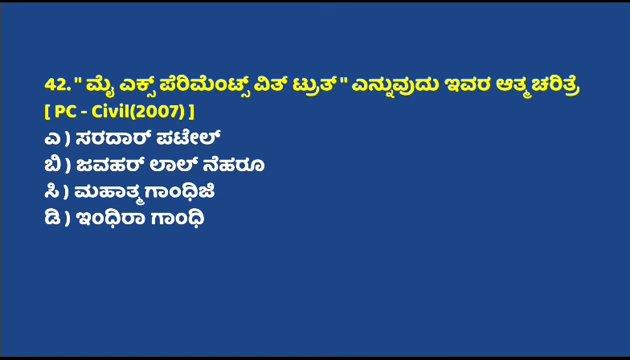 42. " ಮೈ ಎಕ್ಸ್ ಪೆರಿಮೆಂಟ್ಸ್ ವಿತ್ ಟ್ರುತ್ " ಎನ್ನುವುದು ಇವರ ಆತ್ಮ ಚರಿತ್ರೆ
[ PC - Civil(2007) ]
ಎ ) ಸರದಾರ್ ಪಟೇಲ್
ಬಿ ) ಜವಹರ್ ಲಾಲ್ ನೆಹರೂ
ಸಿ ) ಮಹಾತ್ಮ ಗಾಂಧಿಜಿ
ಡಿ ) ಇಂಧಿರಾ ಗಾಂಧಿ